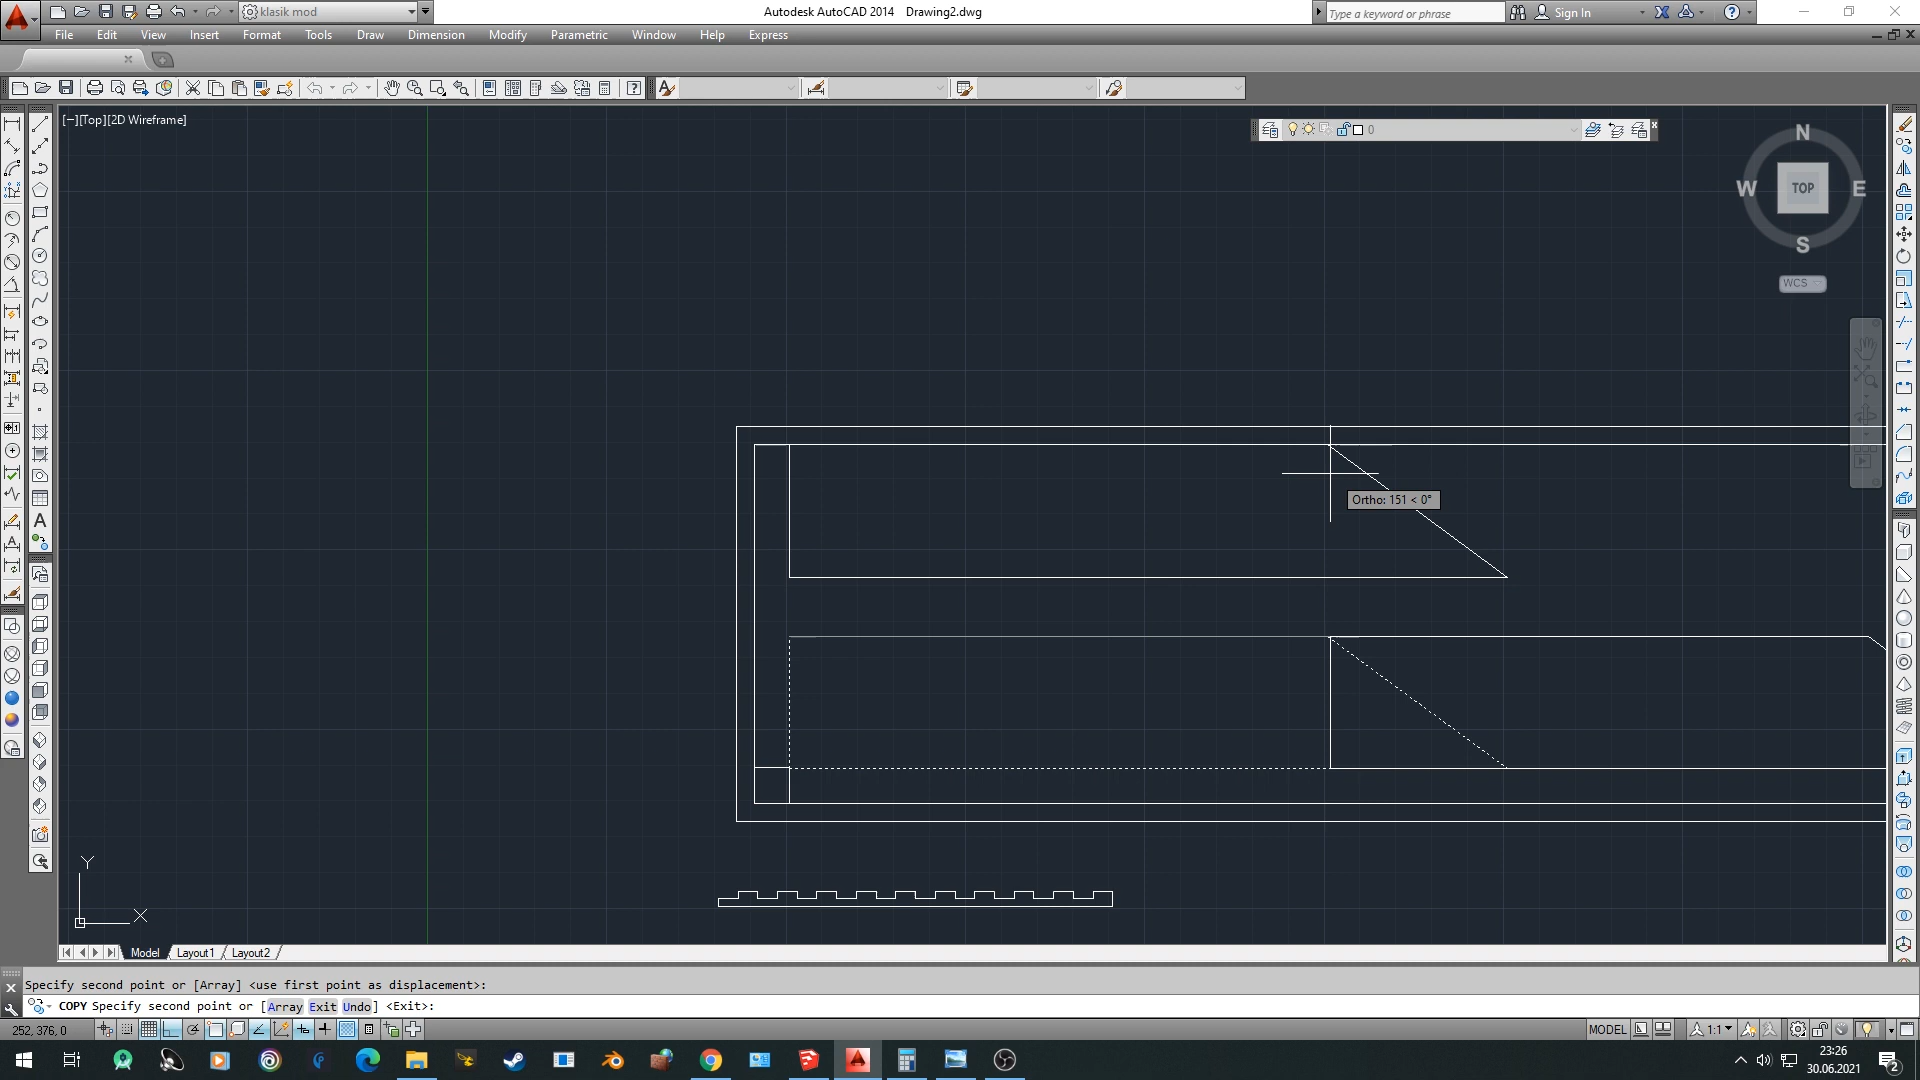 klasik mod
Autodesk AutoCAD 2014 Drawing2.dwg
Type a keyword or phrase
Sign In
File Edit View Insert Format Tools Draw Dimension Modify Parametric Window Help Express
[−][Top][2D Wireframe]
0
N
W TOP E
S
WCS
Ortho: 151 < 0°
Y
X
Model Layout1 Layout2
Specify second point or [Array] <use first point as displacement>:
COPY Specify second point or [Array Exit Undo] <Exit>:
252, 376, 0
MODEL
1:1
23:26
30.06.2021
2